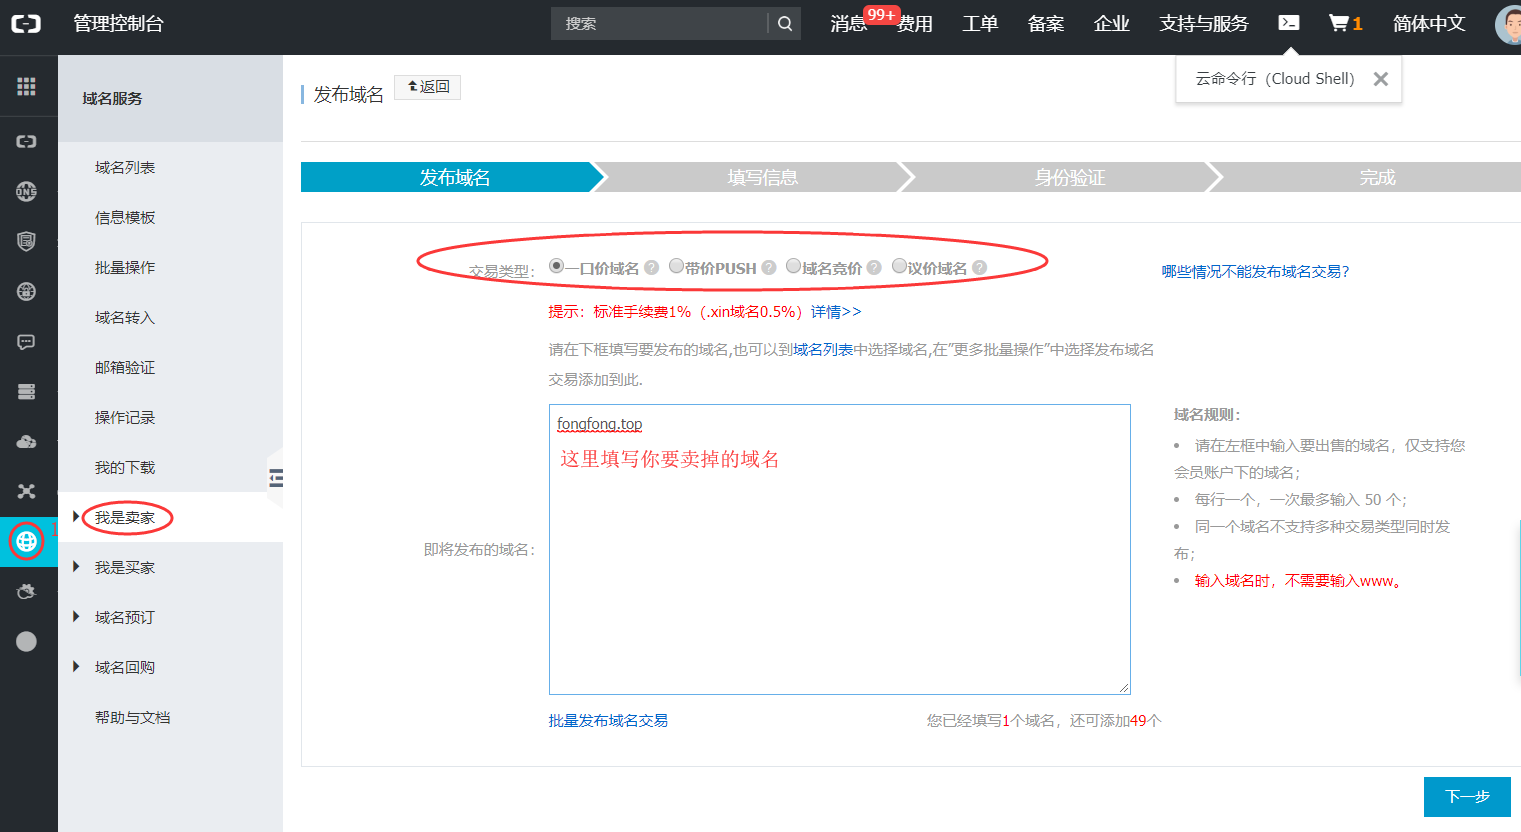 管理控制台
搜索
消息 99+ 费用 工单 备案 企业 支持与服务 1 简体中文
云命令行（Cloud Shell）
域名服务
域名列表
信息模板
批量操作
域名转入
邮箱验证
操作记录
我的下载
我是卖家
我是买家
域名预订
域名回购
帮助与文档
DNS
1
发布域名 返回
发布域名 填写信息 身份验证 完成
交易类型： 一口价域名 ? 带价PUSH ? 域名竞价 ? 议价域名 ?
哪些情况不能发布域名交易？
提示：标准手续费1%（.xin域名0.5%）详情>>
请在下框填写要发布的域名,也可以到域名列表中选择域名,在“更多批量操作”中选择发布域名
交易添加到此.
即将发布的域名：
fongfong.top
这里填写你要卖掉的域名
域名规则：
• 请在左框中输入要出售的域名，仅支持您
会员账户下的域名；
• 每行一个，一次最多输入 50 个；
• 同一个域名不支持多种交易类型同时发
布；
• 输入域名时，不需要输入www。
批量发布域名交易
您已经填写1个域名，还可添加49个
下一步